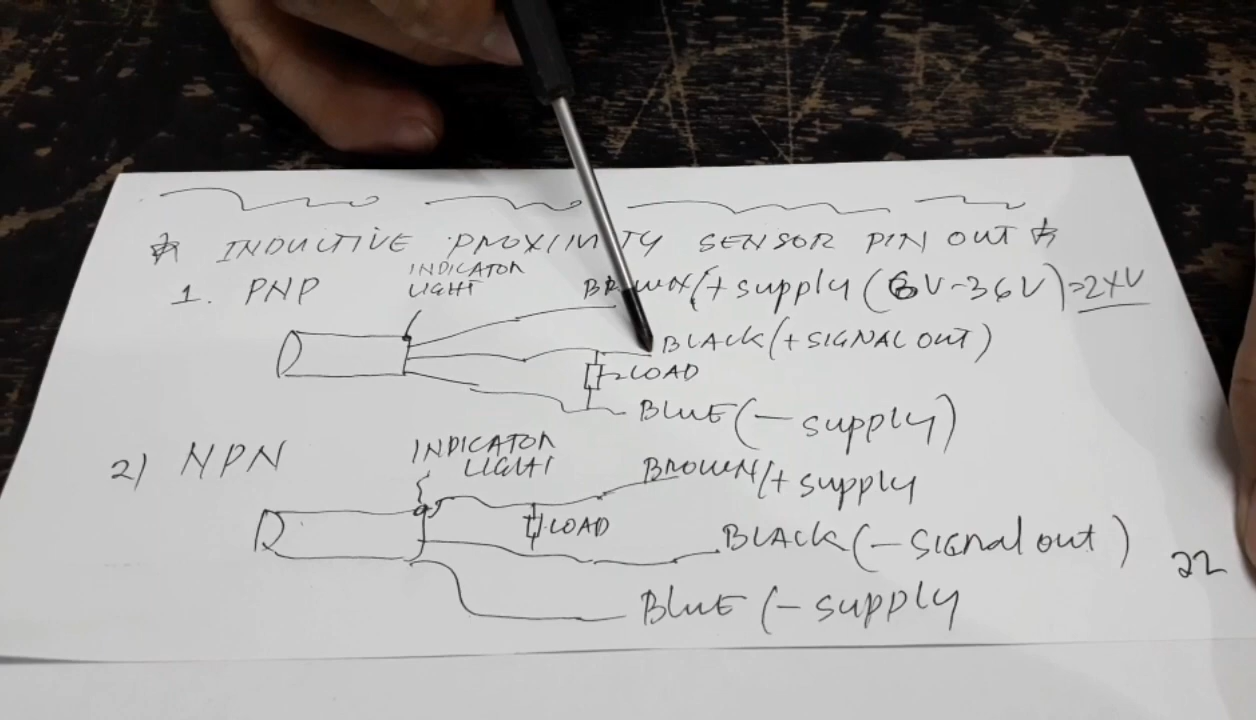 ☆ INDUCTIVE PROXIMITY SENSOR PIN OUT ☆
1. PNP
INDICATOR
LIGHT
BROWN (+ supply (6V-36V) = 24V
BLACK (+ SIGNAL OUT)
LOAD
BLUE (- supply)
2) NPN
INDICATOR
LIGHT
BROWN (+ supply
LOAD
BLACK (- signal out)
22
BLUE (- supply